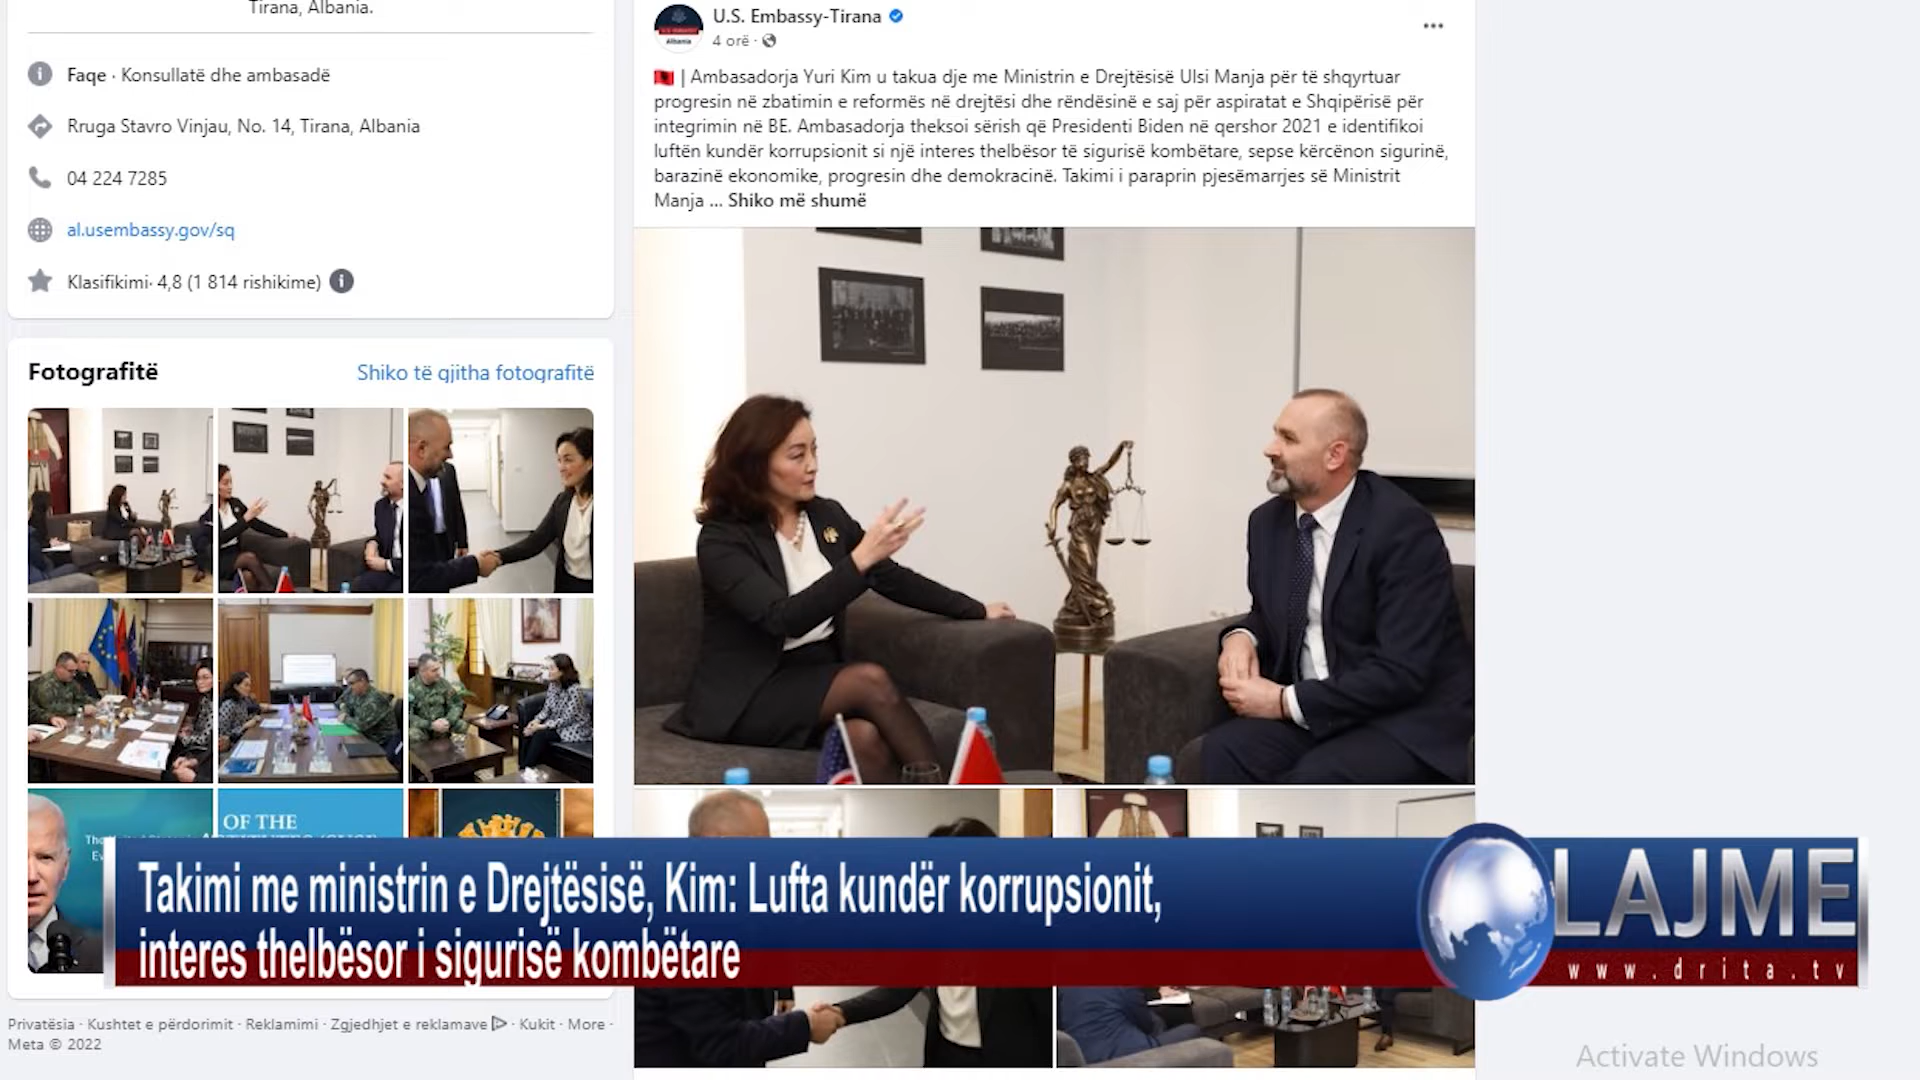 Tirana, Albania.
Faqe · Konsullatë dhe ambasadë
Rruga Stavro Vinjau, No. 14, Tirana, Albania
04 224 7285
al.usembassy.gov/sq
Klasifikimi· 4,8 (1 814 rishikime)
Fotografitë
Shiko të gjitha fotografitë
OF THE
Privatësia · Kushtet e përdorimit · Reklamimi · Zgjedhjet e reklamave · Kukit · More ·
Meta © 2022
U.S. Embassy-Tirana
4 orë ·
| Ambasadorja Yuri Kim u takua dje me Ministrin e Drejtësisë Ulsi Manja për të shqyrtuar
progresin në zbatimin e reformës në drejtësi dhe rëndësinë e saj për aspiratat e Shqipërisë për
integrimin në BE. Ambasadorja theksoi sërish që Presidenti Biden në qershor 2021 e identifikoi
luftën kundër korrupsionit si një interes thelbësor të sigurisë kombëtare, sepse kërcënon sigurinë,
barazinë ekonomike, progresin dhe demokracinë. Takimi i paraprin pjesëmarrjes së Ministrit
Manja ... Shiko më shumë
Takimi me ministrin e Drejtësisë, Kim: Lufta kundër korrupsionit,
interes thelbësor i sigurisë kombëtare
LAJME
www.drita.tv
Activate Windows